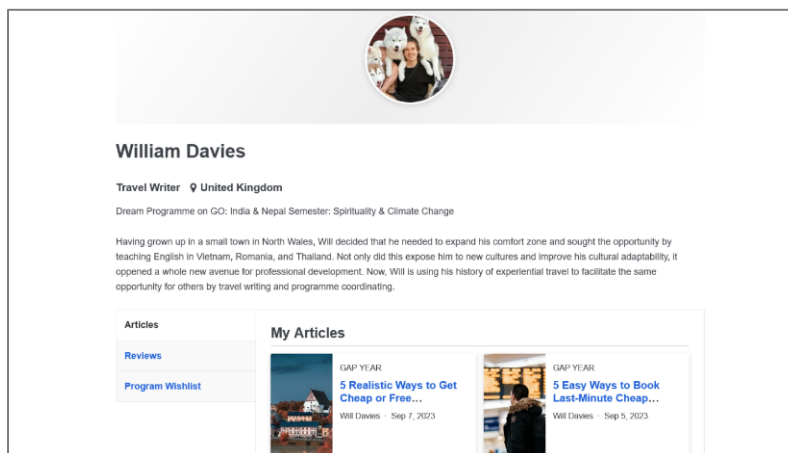 William Davies
Travel Writer United Kingdom
Dream Programme on GO: India & Nepal Semester: Spirituality & Climate Change
Having grown up in a small town in North Wales, Will decided that he needed to expand his comfort zone and sought the opportunity by
teaching English in Vietnam, Romania, and Thailand. Not only did this expose him to new cultures and improve his cultural adaptability, it
oppened a whole new avenue for professional development. Now, Will is using his history of experiential travel to facilitate the same
opportunity for others by travel writing and programme coordinating.
Articles
Reviews
Program Wishlist
My Articles
GAP YEAR
5 Realistic Ways to Get
Cheap or Free...
Will Davies · Sep 7, 2023
GAP YEAR
5 Easy Ways to Book
Last-Minute Cheap...
Will Davies · Sep 5, 2023